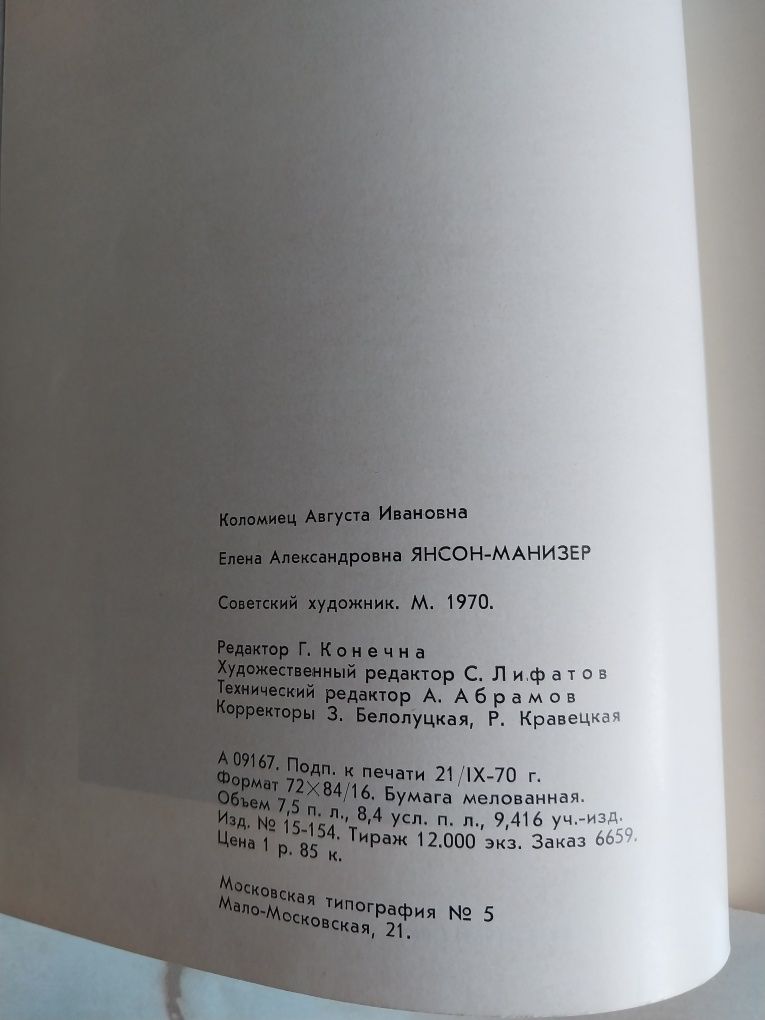 Коломиец Августа Ивановна
Елена Александровна ЯНСОН-МАНИЗЕР
Советский художник. М. 1970.
Редактор Г. Конечна
Художественный редактор С. Лифатов
Технический редактор А. Абрамов
Корректоры З. Белолуцкая, Р. Кравецкая
А 09167. Подп. к печати 21/IX-70 г.
Формат 72×84/16. Бумага мелованная.
Объем 7,5 п. л., 8,4 усл. п. л., 9,416 уч.-изд.
Изд. № 15-154. Тираж 12.000 экз. Заказ 6659.
Цена 1 р. 85 к.
Московская типография № 5
Мало-Московская, 21.